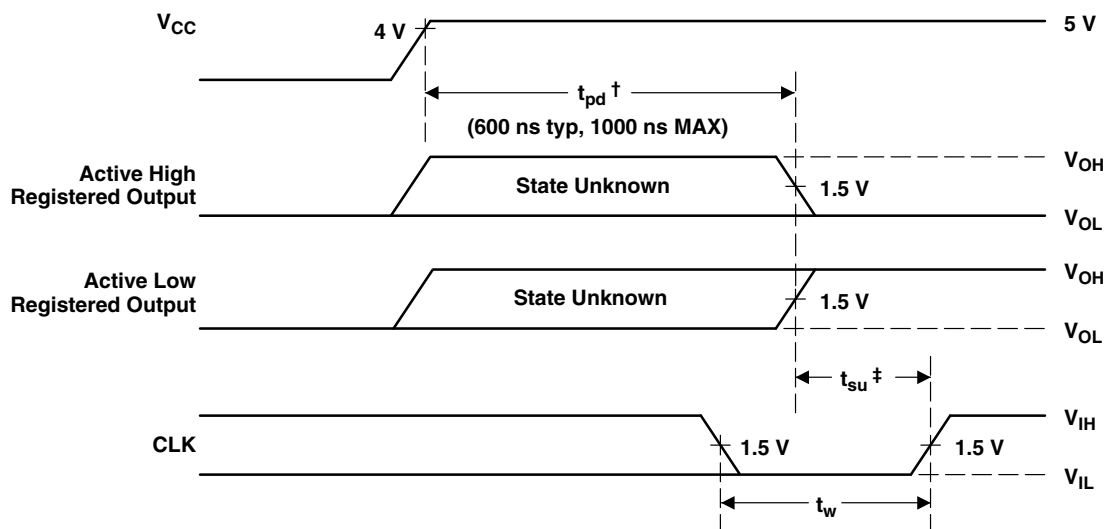 VCC
4 V
5 V
tpd †
(600 ns typ, 1000 ns MAX)
Active High
Registered Output
State Unknown
1.5 V
VOH
VOL
Active Low
Registered Output
State Unknown
1.5 V
VOH
VOL
tsu ‡
CLK
1.5 V
1.5 V
VIH
VIL
tw